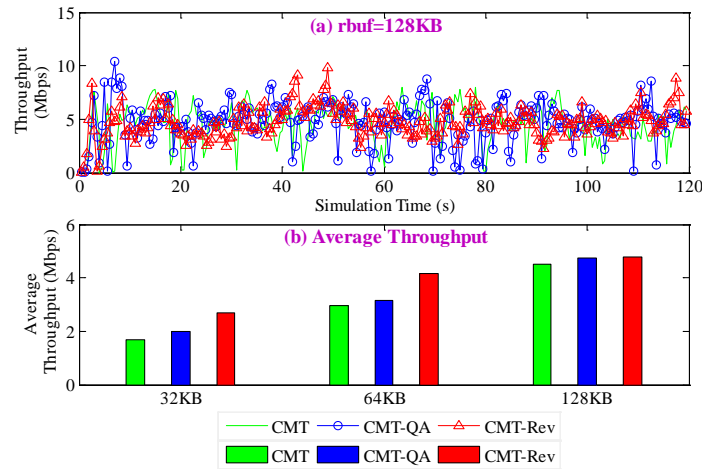 (a) rbuf=128KB
Throughput
(Mbps)
15
10
5
0
0 20 40 60 80 100 120
Simulation Time (s)
(b) Average Throughput
Average
Throughput (Mbps)
6
4
2
0
32KB 64KB 128KB
CMT CMT-QA CMT-Rev
CMT CMT-QA CMT-Rev